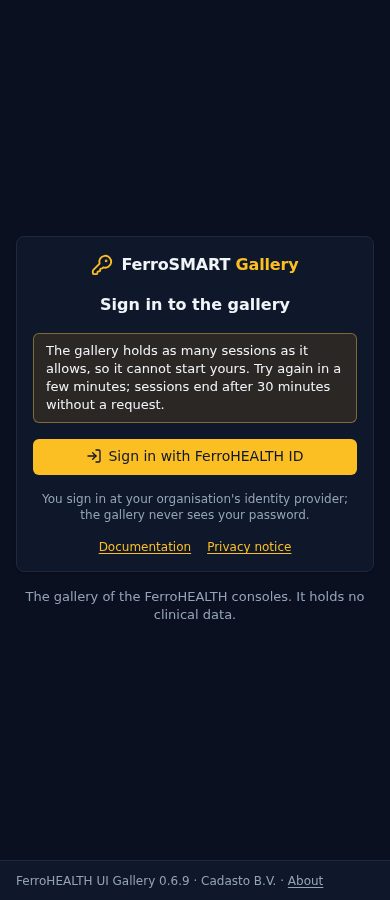 FerroSMART Gallery
Sign in to the gallery
The gallery holds as many sessions as it
allows, so it cannot start yours. Try again in a
few minutes; sessions end after 30 minutes
without a request.
Sign in with FerroHEALTH ID
You sign in at your organisation's identity provider;
the gallery never sees your password.
Documentation Privacy notice
The gallery of the FerroHEALTH consoles. It holds no
clinical data.
FerroHEALTH UI Gallery 0.6.9 · Cadasto B.V. · About